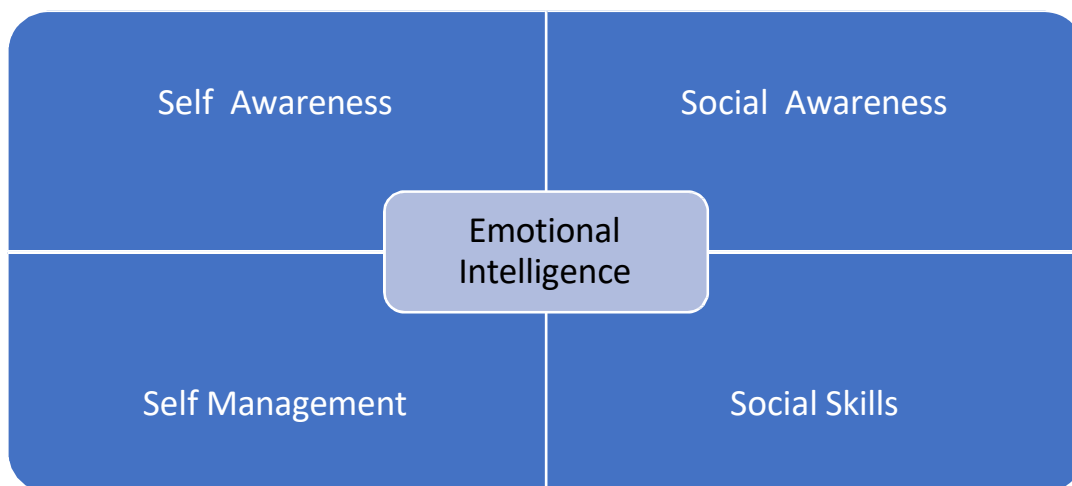 Self  Awareness
Social  Awareness
Emotional
Intelligence
Self Management
Social Skills